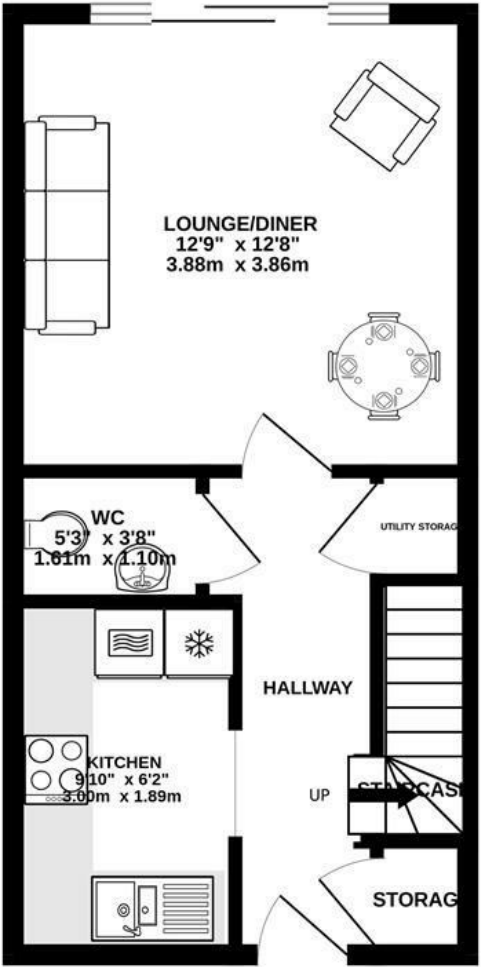 LOUNGE/DINER
12'9" x 12'8"
3.88m x 3.86m
WC
5'3" x 3'8"
1.61m x 1.10m
UTILITY STORAG
HALLWAY
KITCHEN
9'10" x 6'2"
3.00m x 1.89m
UP
STAIRCASE
STORAG